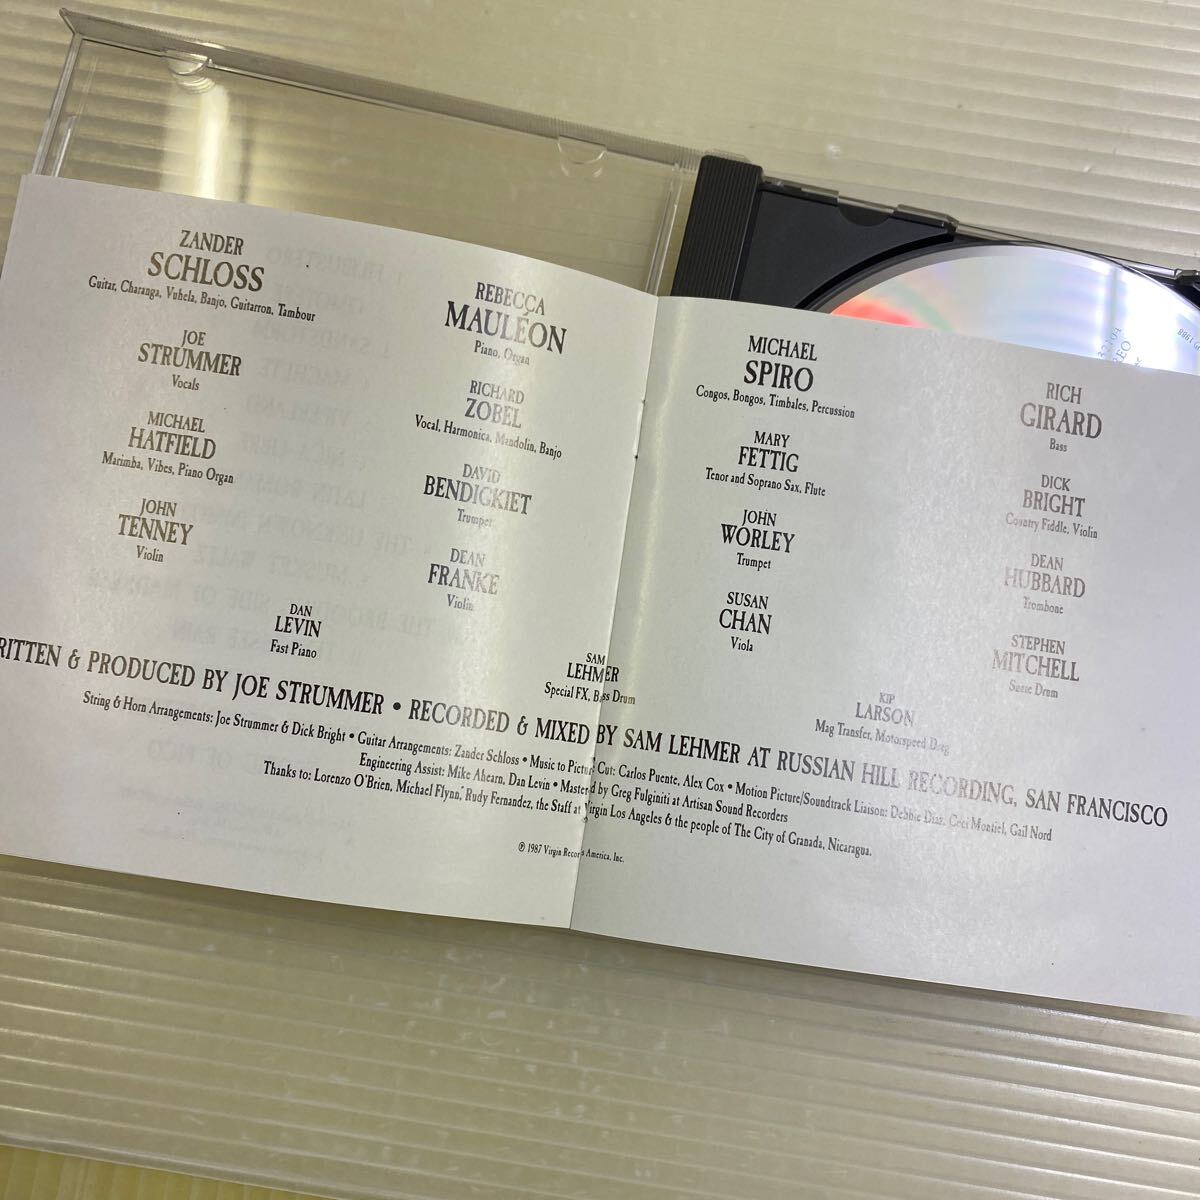 ZANDER
SCHLOSS
Guitar, Charanga, Vuhela, Banjo, Guitarron, Tambour
JOE
STRUMMER
Vocals
MICHAEL
HATFIELD
Marimba, Vibes, Piano Organ
JOHN
TENNEY
Violin
REBECÇA
MAULÉON
Piano, Organ
RICHARD
ZOBEL
Vocal, Harmonica, Mandolin, Banjo
DAVID
BENDIGKIET
Trumpet
DEAN
FRANKE
Violin
DAN
LEVIN
Fast Piano
SAM
LEHMER
Special FX, Bass Drum
MICHAEL
SPIRO
Congos, Bongos, Timbales, Percussion
MARY
FETTIG
Tenor and Soprano Sax, Flute
JOHN
WORLEY
Trumpet
SUSAN
CHAN
Viola
RICH
GIRARD
Bass
DICK
BRIGHT
Country Fiddle, Violin
DEAN
HUBBARD
Trombone
STEPHEN
MITCHELL
Snare Drum
KIP
LARSON
Mag Transfer, Motorspeed Drag
RITTEN & PRODUCED BY JOE STRUMMER • RECORDED & MIXED BY SAM LEHMER AT RUSSIAN HILL RECORDING, SAN FRANCISCO
String & Horn Arrangements: Joe Strummer & Dick Bright • Guitar Arrangements: Zander Schloss • Music to Picture Cut: Carlos Puente, Alex Cox • Motion Picture/Soundtrack Liaison: Debbie Diaz, Ceci Montiel, Gail Nord
Engineering Assist: Mike Ahearn, Dan Levin • Mastered by Greg Fulginiti at Artisan Sound Recorders
Thanks to: Lorenzo O'Brien, Michael Flynn, Rudy Fernandez, the Staff at Virgin Los Angeles & the people of The City of Granada, Nicaragua.
℗ 1987 Virgin Records America, Inc.